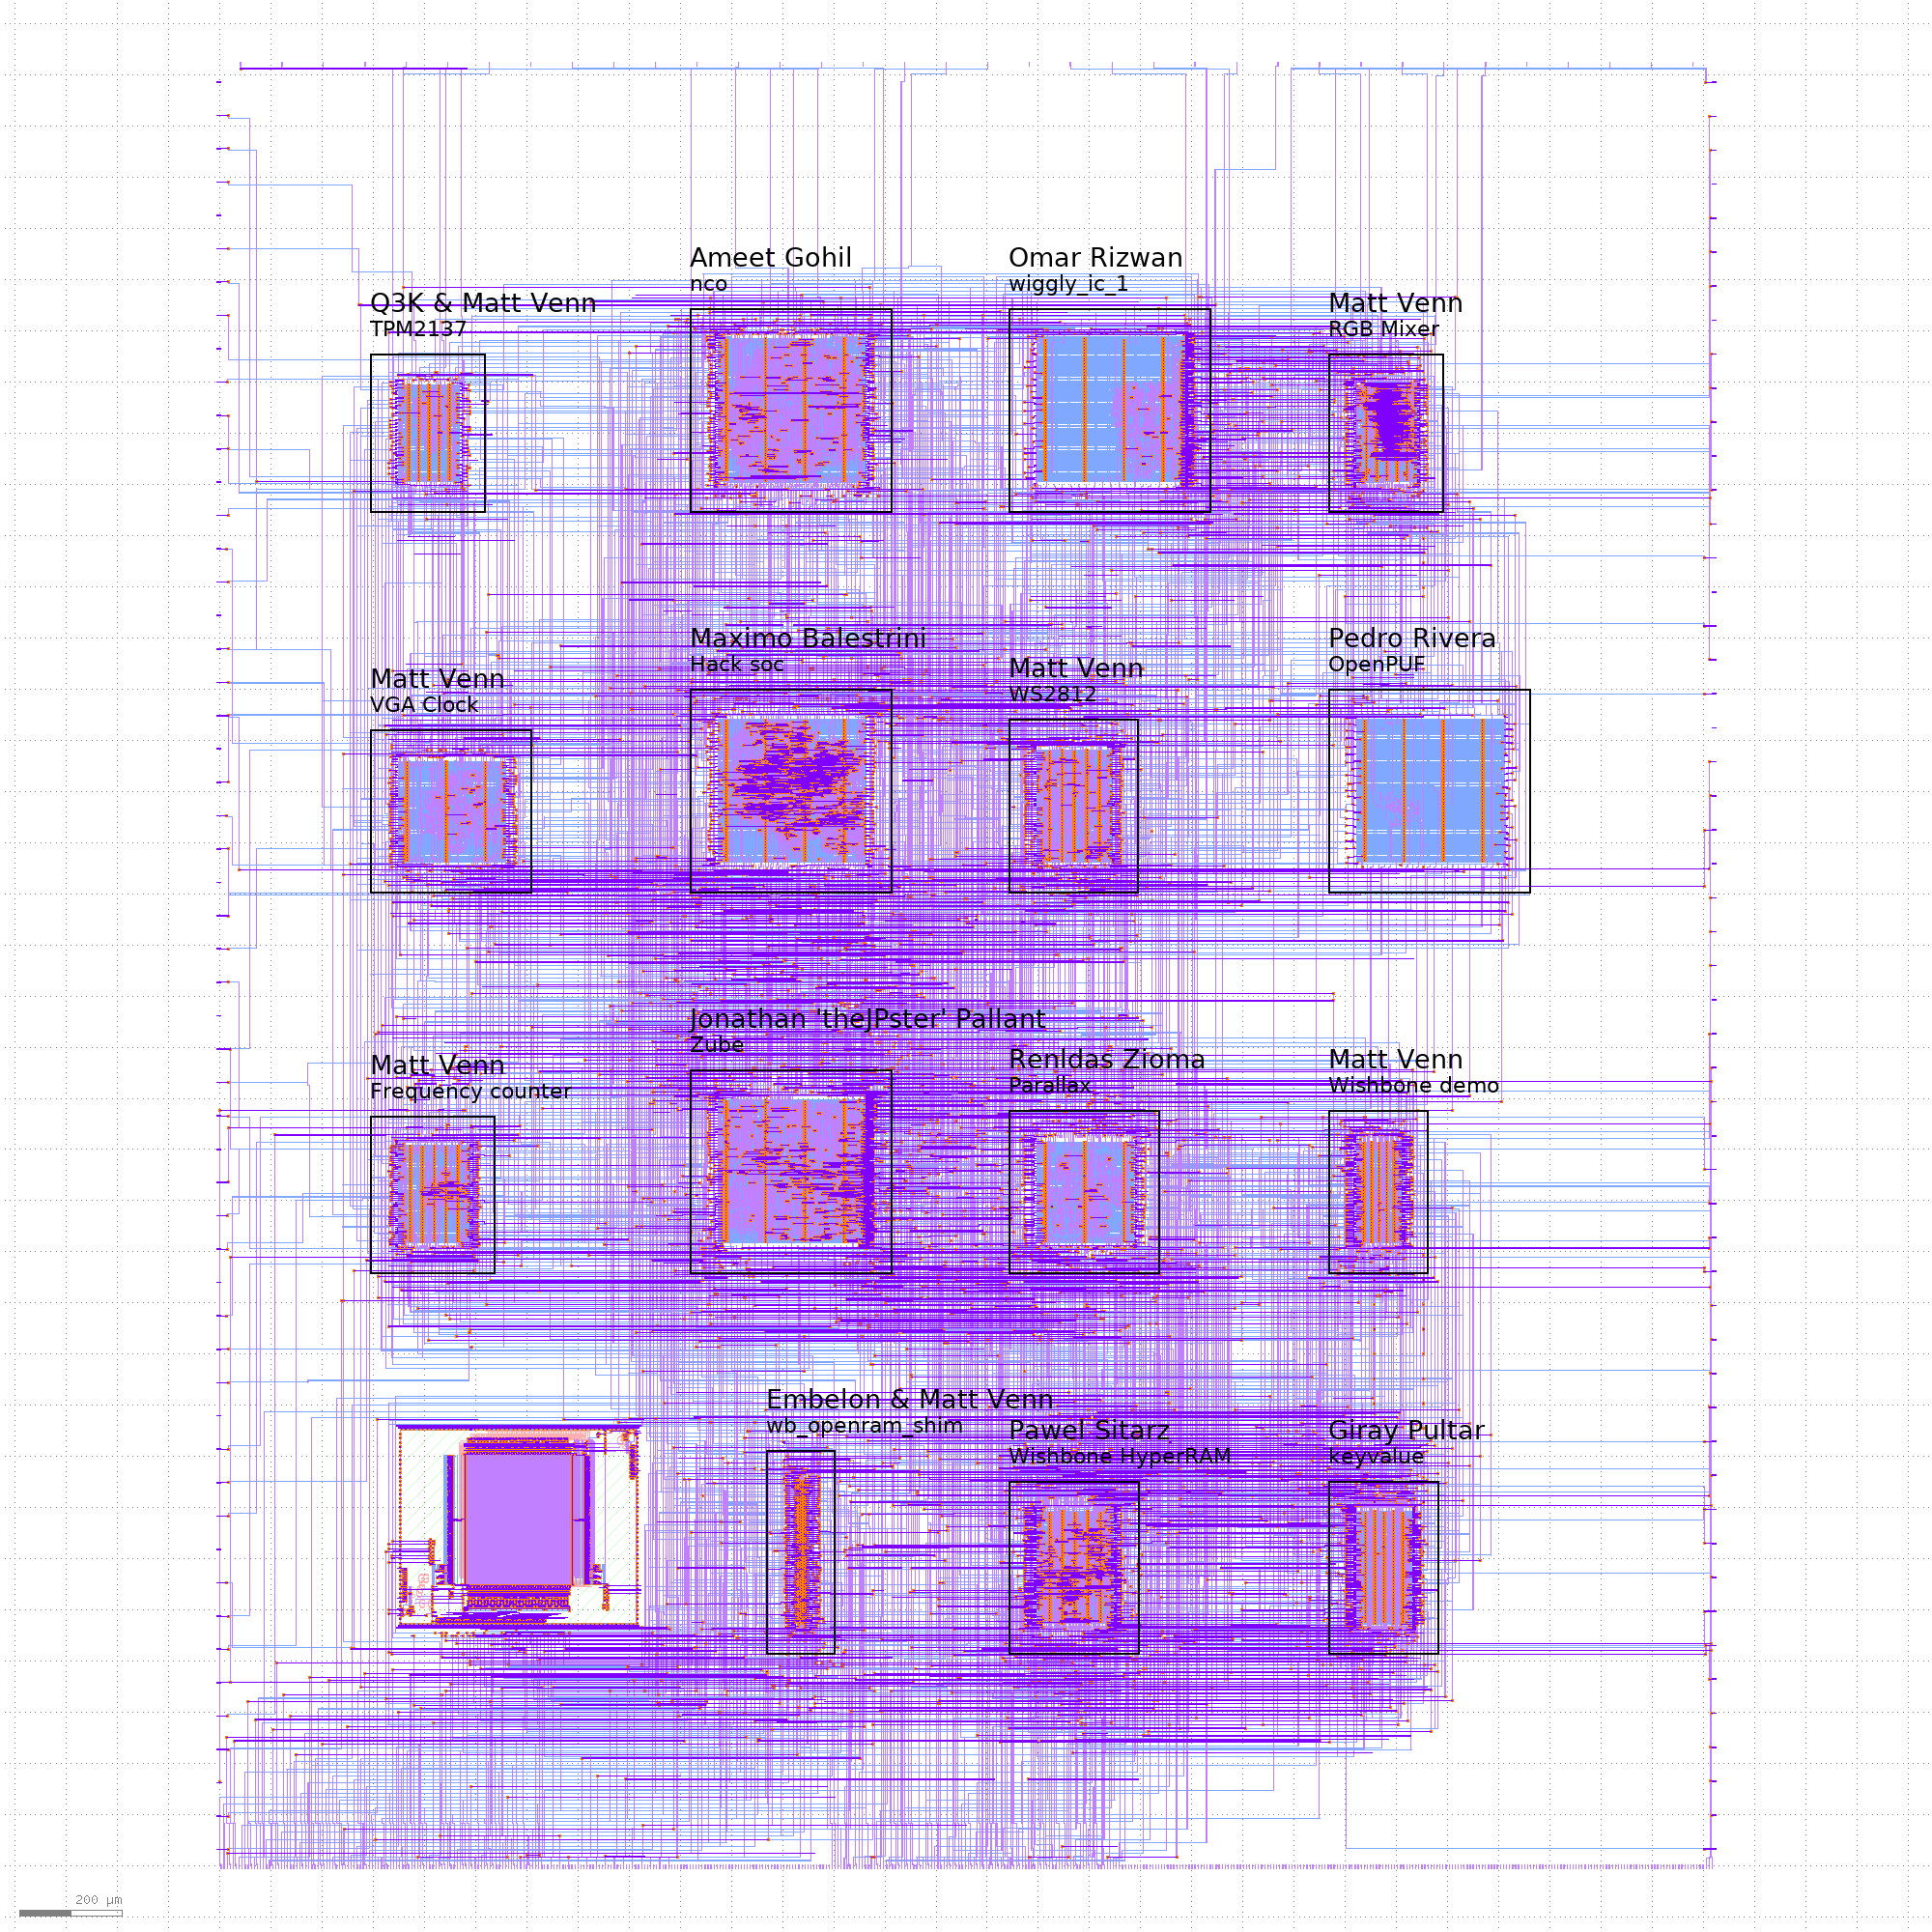 Ameet Gohil
nco
Omar Rizwan
wiggly_ic_1
Q3K & Matt Venn
TPM2137
Matt Venn
RGB Mixer
Maximo Balestrini
Hack soc
Pedro Rivera
OpenPUF
Matt Venn
VGA Clock
Matt Venn
WS2812
Jonathan 'theJPster' Pallant
Zube
Matt Venn
Frequency counter
Renldas Zioma
Parallax
Matt Venn
Wishbone demo
Embelon & Matt Venn
wb_openram_shim
Pawel Sitarz
Wishbone HyperRAM
Giray Pultar
keyvalue
200 µm